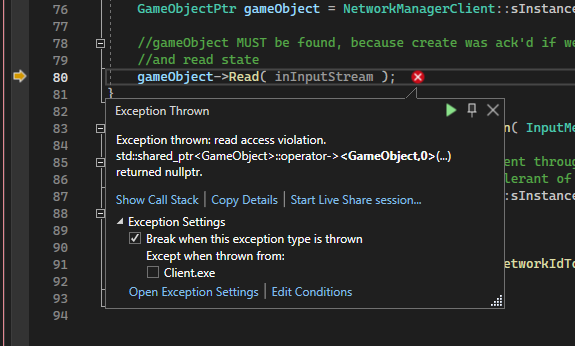 76 GameObjectPtr gameObject = NetworkManagerClient::sInstance
77
78 //gameObject MUST be found, because create was ack'd if we
79 //and read state
80 gameObject->Read( inInputStream );
81 }
82
83 n( InputMe
84
85 ent throug
86 lerant of
87 ::sInstance
88
89
90
91 etworkIdTo
92
93
94
Exception Thrown
Exception thrown: read access violation.
std::shared_ptr<GameObject>::operator-><GameObject,0>(...)
returned nullptr.
Show Call Stack | Copy Details | Start Live Share session...
Exception Settings
Break when this exception type is thrown
Except when thrown from:
Client.exe
Open Exception Settings | Edit Conditions